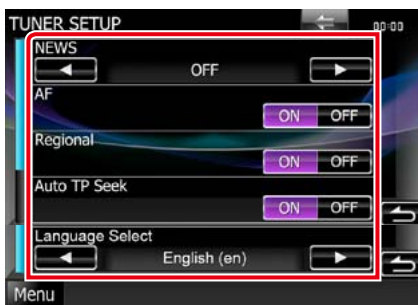 TUNER SETUP 00:00
NEWS
OFF
AF
ON OFF
Regional
ON OFF
Auto TP Seek
ON OFF
Language Select
English (en)
Menu